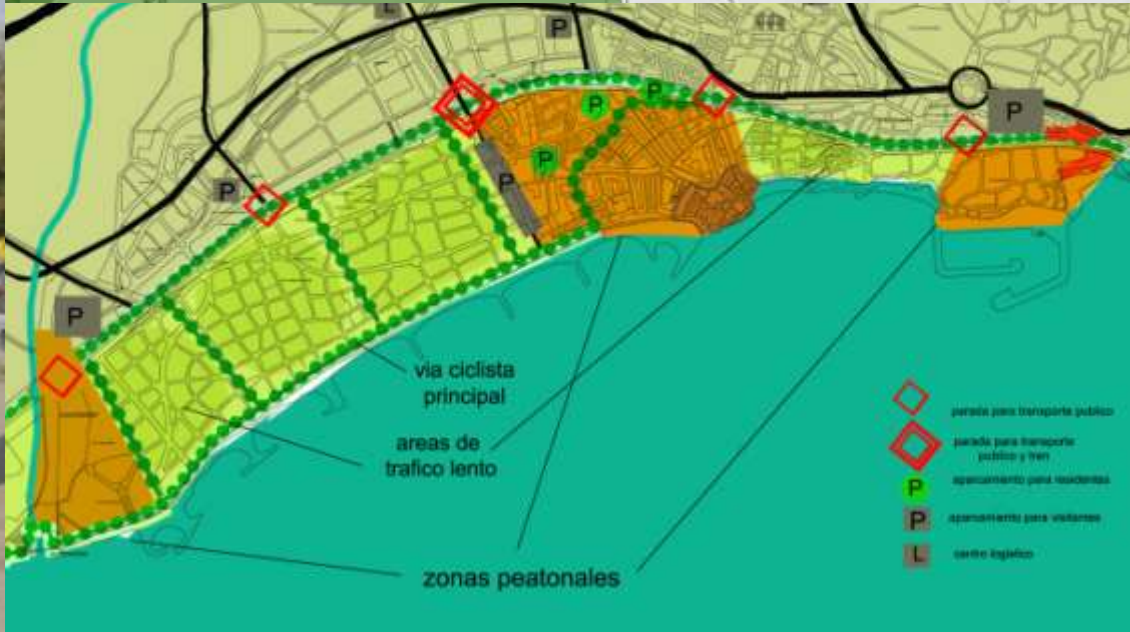 L
P
P
P
P
P
P
P
P
via ciclista
principal
areas de
trafico lento
zonas peatonales
parada para transporte publico
parada para transporte
publico y tren
P aparcamiento para residentes
P aparcamiento para visitantes
L centro logistico